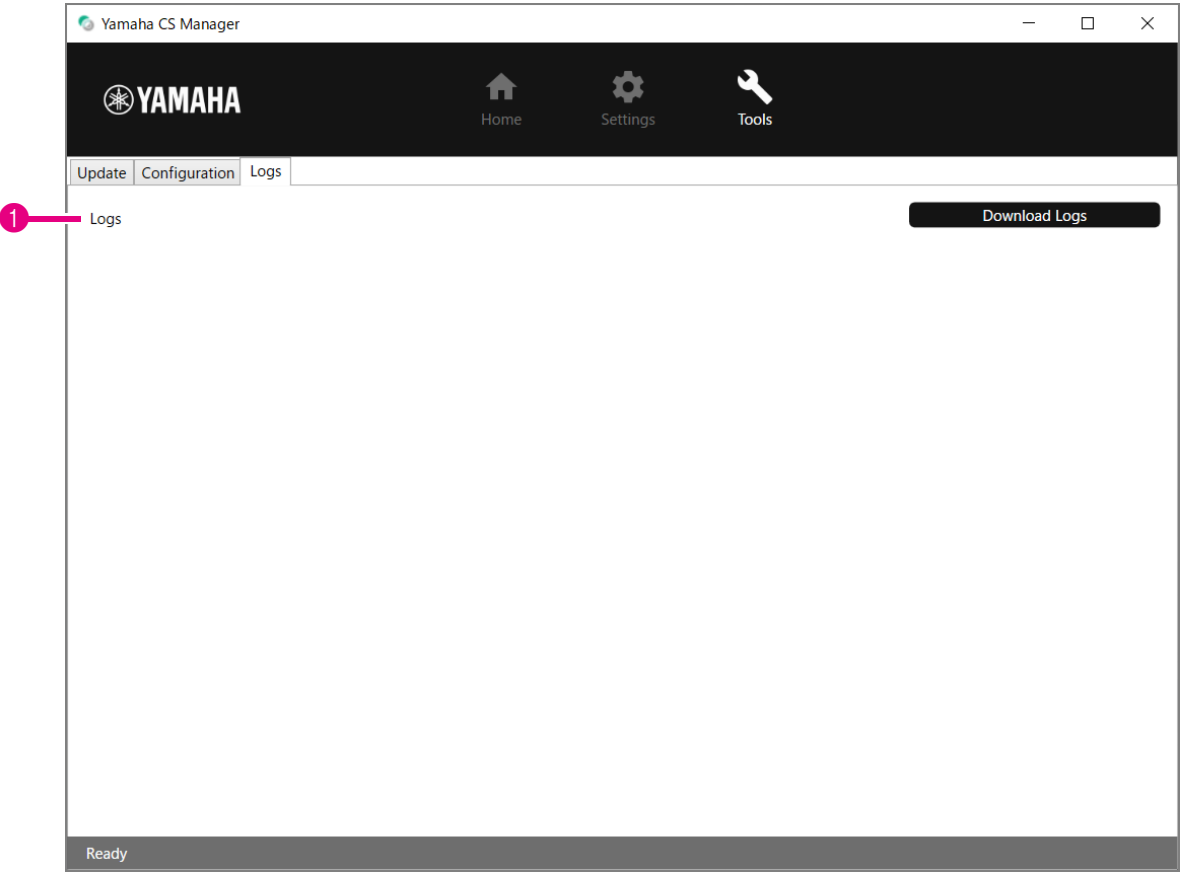 Yamaha CS Manager
YAMAHA
Home Settings Tools
Update Configuration Logs
1 Logs Download Logs
Ready